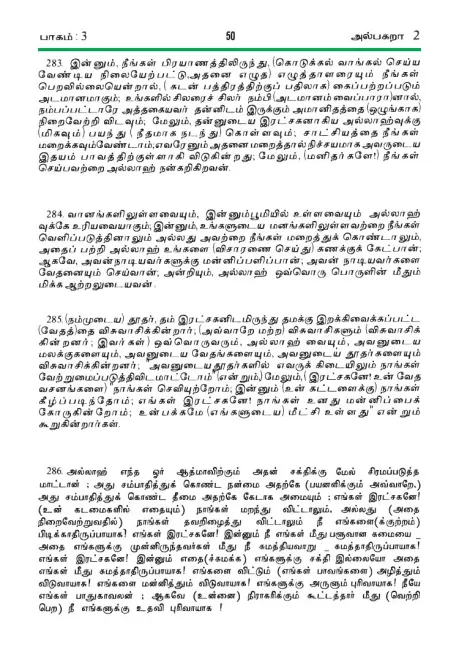 பாகம் : 3 50 அல்பகறா 2
283. இன்னும், நீங்கள் பிரயாணத்திலிருந்து, (கொடுக்கல் வாங்கல் செய்ய
வேண்டிய நிலையேற்பட்டு,அதனை எழுத) எழுத்தாளரையும் நீங்கள்
பெறவில்லையென்றால், ( கடன் பத்திரத்திற்குப் பதிலாக) கைப்பற்றப்படும்
அடமானமாகும்; உங்களில்சிலரைச் சிலர் நம்பி(அடமானம்வைப்பாரா)னால்,
நம்பப்பட்டாரே அத்தகையவர் தன்னிடம் இருக்கும் அமானிதத்தை (ஒழுங்காக)
நிறைவேற்றி விடவும்; மேலும், தன்னுடைய இரட்சகனாகிய அல்லாஹ்வுக்கு
(மிகவும்) பயந்து ( நீதமாக நடந்து) கொள்ளவும்; சாட்சியத்தை நீங்கள்
மறைக்கவும்வேண்டாம்;எவரேனும்அதனைமறைத்தால்நிச்சயமாகஅவருடைய
இதயம் பாவத்திற்குள்ளாகி விடுகின்றது; மேலும், (மனிதர்களே!) நீங்கள்
செய்பவற்றை அல்லாஹ் நன்கறிகிறவன்.
284. வானங்களிலுள்ளவையும், இன்னும்பூமியில் உள்ளவையும் அல்லாஹ்
வுக்கே உரியவையாகும்;இன்னும்,உங்களுடைய மனங்களிலுள்ளவற்றை நீங்கள்
வெளிப்படுத்தினாலும் அல்லது அவற்றை நீங்கள் மறைத்துக் கொண்டாலும்,
அதைப் பற்றி அல்லாஹ் உங்களை (விசாரணை செய்து) கணக்குக் கேட்பான்;
ஆகவே, அவன்நாடியவர்களுக்கு மன்னிப்பளிப்பான்; அவன் நாடியவர்களை
வேதனையும் செய்வான்; அன்றியும், அல்லாஹ் ஒவ்வொரு பொருளின் மீதும்
மிக்கஆற்றலுடையவன்.
285.(நம்முடைய) தூதர், தம் இரட்சகனிடமிருந்து தமக்கு இறக்கிவைக்கப்பட்ட
(வேதத்)தை விசுவாசிக்கின்றார்; (அவ்வாறே மற்ற) விசுவாசிகளும் (விசுவாசிக்
கின்றனர்; இவர்கள்) ஒவ்வொருவரும், அல்லாஹ் வையும், அவனுடைய
மலக்குகளையும், அவனுடைய வேதங்களையும், அவனுடைய தூதர்களையும்
விசுவாசிக்கின்றனர்; அவனுடையதூதர்களில் எவருக் கிடையிலும் நாங்கள்
வேற்றுமைப்படுத்திவிடமாட்டோம் (என்றும்,) மேலும், (இரட்சகனே! உன் வேத
வசனங்களை) "நாங்கள் செவியுற்றோம்; இன்னும் (உன் கட்டளைக்கு) நாங்கள்
கீழ்ப்படிந்தோம்; எங்கள் இரட்சகனே! நாங்கள் உனது மன்னிப்பைக்
கோருகின்றோம்; உன்பக்கமே (எங்களுடைய) மீட்சி உள்ளது" என்றும்
கூறுகின்றார்கள்.
286. அல்லாஹ் எந்த ஓர் ஆத்மாவிற்கும் அதன் சக்திக்கு மேல் சிரமப்படுத்த
மாட்டான் ; அது சம்பாதித்துக் கொண்ட நன்மை அதற்கே (பயனளிக்கும் அவ்வாறே,)
அது சம்பாதித்துக் கொண்ட தீமை அதற்கே கேடாக அமையும் ; எங்கள் இரட்சகனே!
(உன் கடமைகளில் எதையும்) நாங்கள் மறந்து விட்டாலும், அல்லது (அதை
நிறைவேற்றுவதில்) நாங்கள் தவறிழைத்து விட்டாலும் நீ எங்களை(க்குற்றம்)
பிடிக்காதிருப்பாயாக! எங்கள் இரட்சகனே! இன்னும் நீ எங்கள் மீது பளுவான சுமையை _
அதை எங்களுக்கு முன்னிருந்தவர்கள் மீது நீ சுமத்தியவாறு _ சுமத்தாதிருப்பாயாக!
எங்கள் இரட்சகனே! இன்னும் எதை(ச்சுமக்க) எங்களுக்கு சக்தி இல்லையோ அதை
எங்கள் மீது சுமத்தாதிருப்பாயாக! எங்களை விட்டும் (எங்கள் பாவங்களை) அழித்தும்
விடுவாயாக! எங்களை மன்னித்தும் விடுவாயாக! எங்களுக்கு அருளும் புரிவாயாக! நீயே
எங்கள் பாதுகாவலன் ; ஆகவே (உன்னை) நிராகரிக்கும் கூட்டத்தார் மீது (வெற்றி
பெற) நீ எங்களுக்கு உதவி புரிவாயாக !